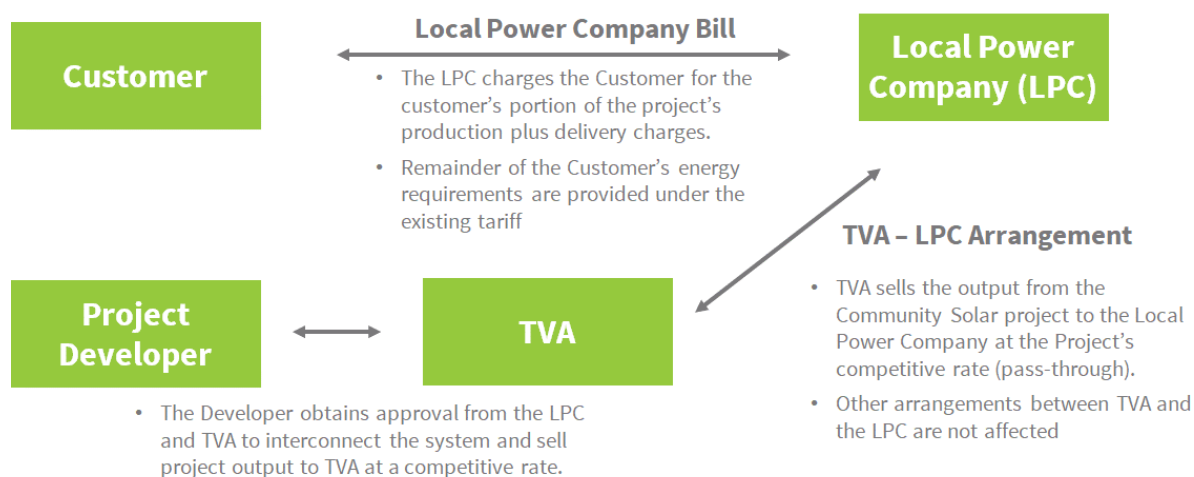 Customer
Local Power Company Bill
• The LPC charges the Customer for the
customer's portion of the project's
production plus delivery charges.
• Remainder of the Customer's energy
requirements are provided under the
existing tariff
Local Power
Company (LPC)
TVA – LPC Arrangement
• TVA sells the output from the
Community Solar project to the Local
Power Company at the Project's
competitive rate (pass-through).
• Other arrangements between TVA and
the LPC are not affected
Project
Developer
TVA
• The Developer obtains approval from the LPC
and TVA to interconnect the system and sell
project output to TVA at a competitive rate.